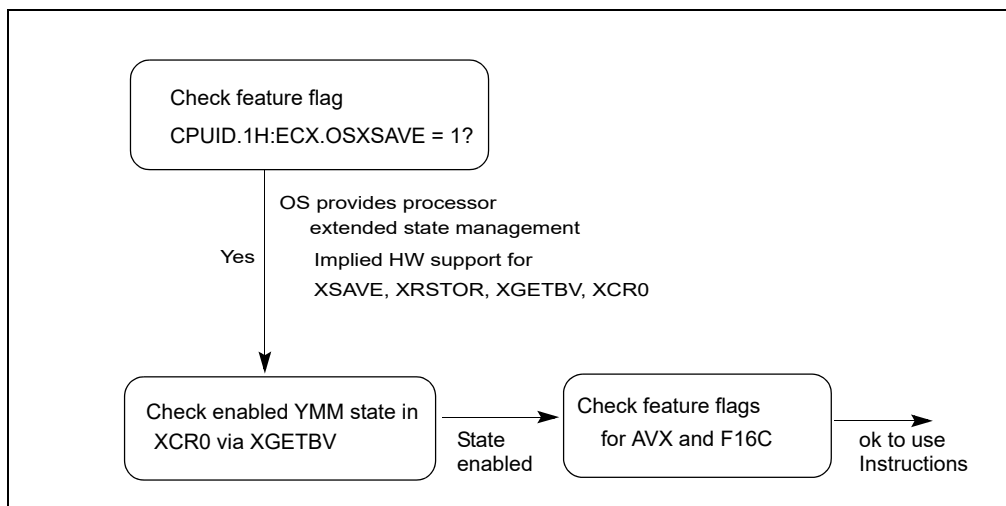 Check feature flag
CPUID.1H:ECX.OSXSAVE = 1?
OS provides processor
extended state management
Yes
Implied HW support for
XSAVE, XRSTOR, XGETBV, XCR0
Check enabled YMM state in
XCR0 via XGETBV
State
enabled
Check feature flags
for AVX and F16C
ok to use
Instructions